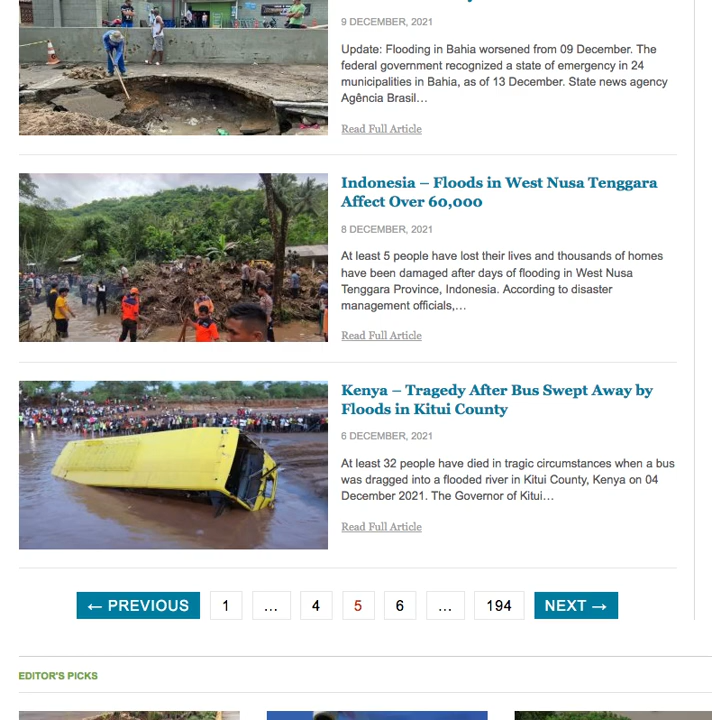 9 DECEMBER, 2021
Update: Flooding in Bahia worsened from 09 December. The
federal government recognized a state of emergency in 24
municipalities in Bahia, as of 13 December. State news agency
Agência Brasil…
Read Full Article
Indonesia – Floods in West Nusa Tenggara
Affect Over 60,000
8 DECEMBER, 2021
At least 5 people have lost their lives and thousands of homes
have been damaged after days of flooding in West Nusa
Tenggara Province, Indonesia. According to disaster
management officials,…
Read Full Article
Kenya – Tragedy After Bus Swept Away by
Floods in Kitui County
6 DECEMBER, 2021
At least 32 people have died in tragic circumstances when a bus
was dragged into a flooded river in Kitui County, Kenya on 04
December 2021. The Governor of Kitui…
Read Full Article
← PREVIOUS 1 … 4 5 6 … 194 NEXT →
EDITOR'S PICKS